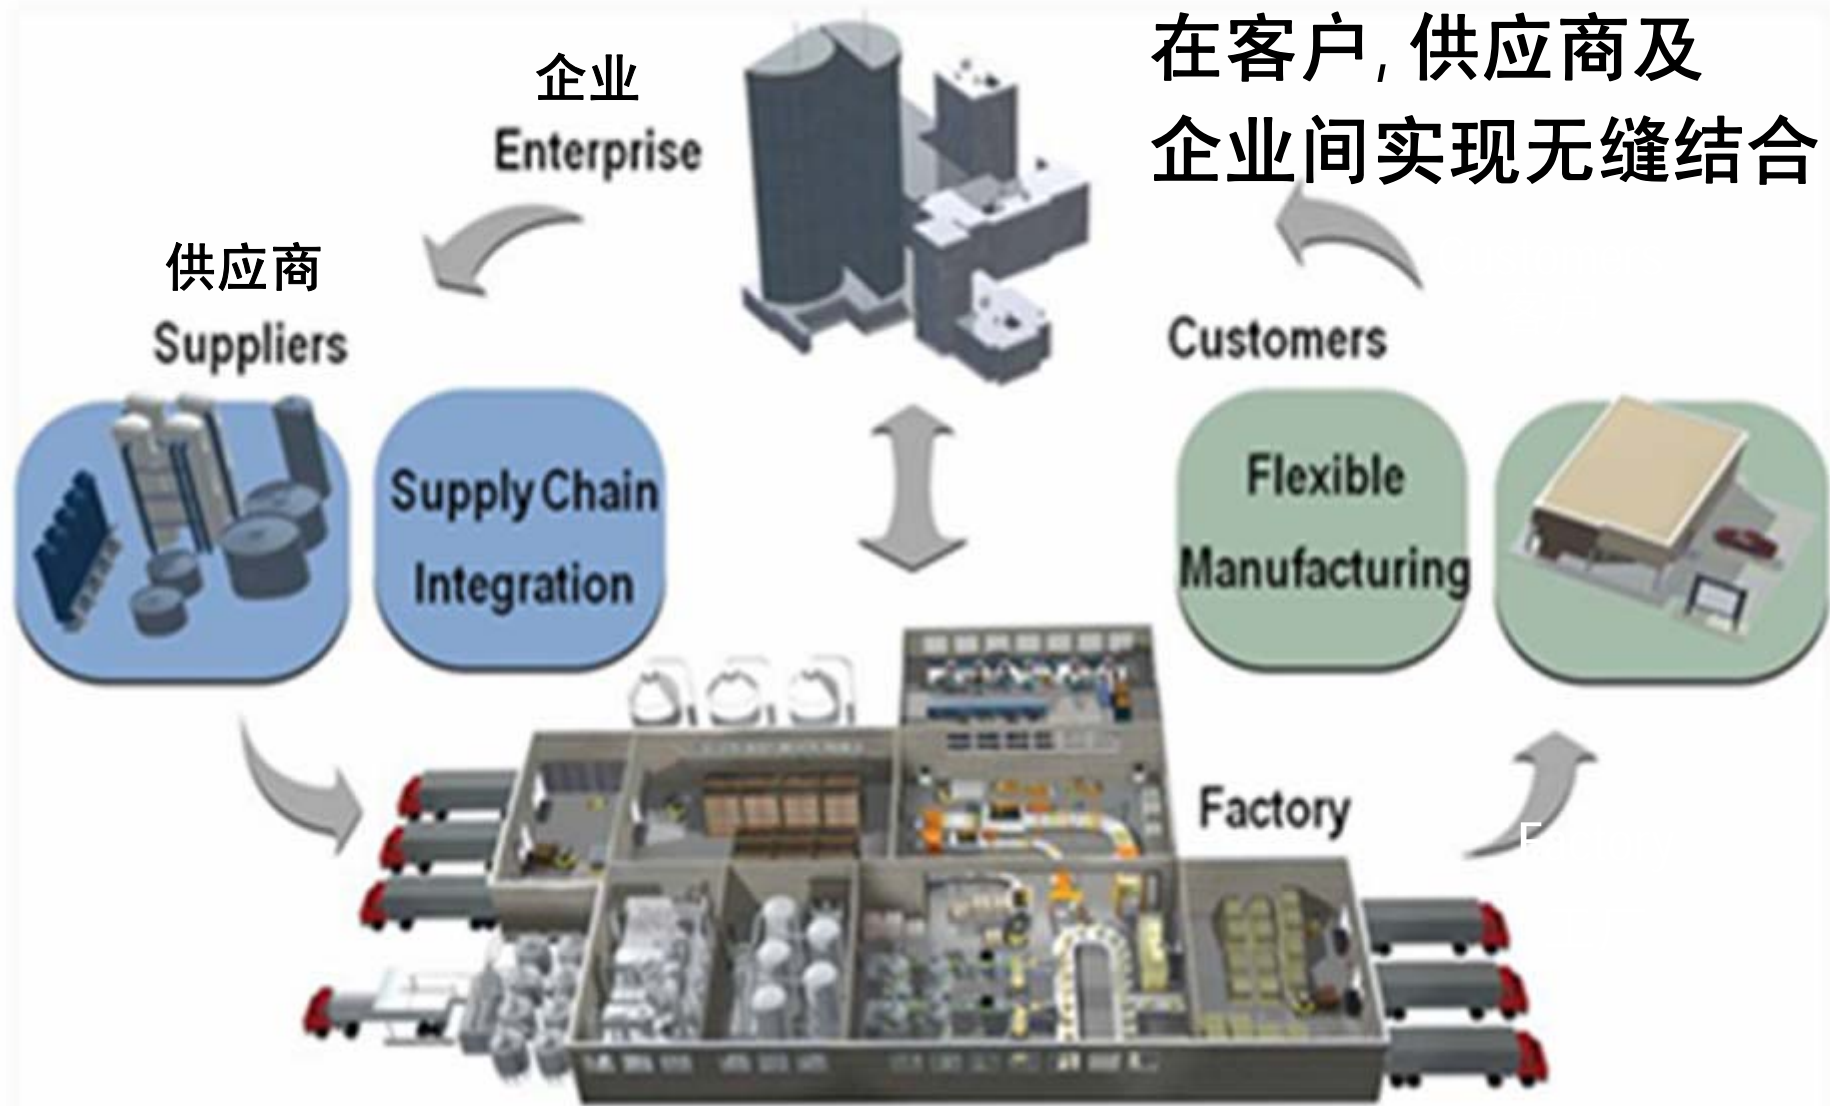 在客户, 供应商及
企业间实现无缝结合
企业
Enterprise
供应商
Suppliers
Customers
Supply Chain
Integration
Flexible
Manufacturing
Factory